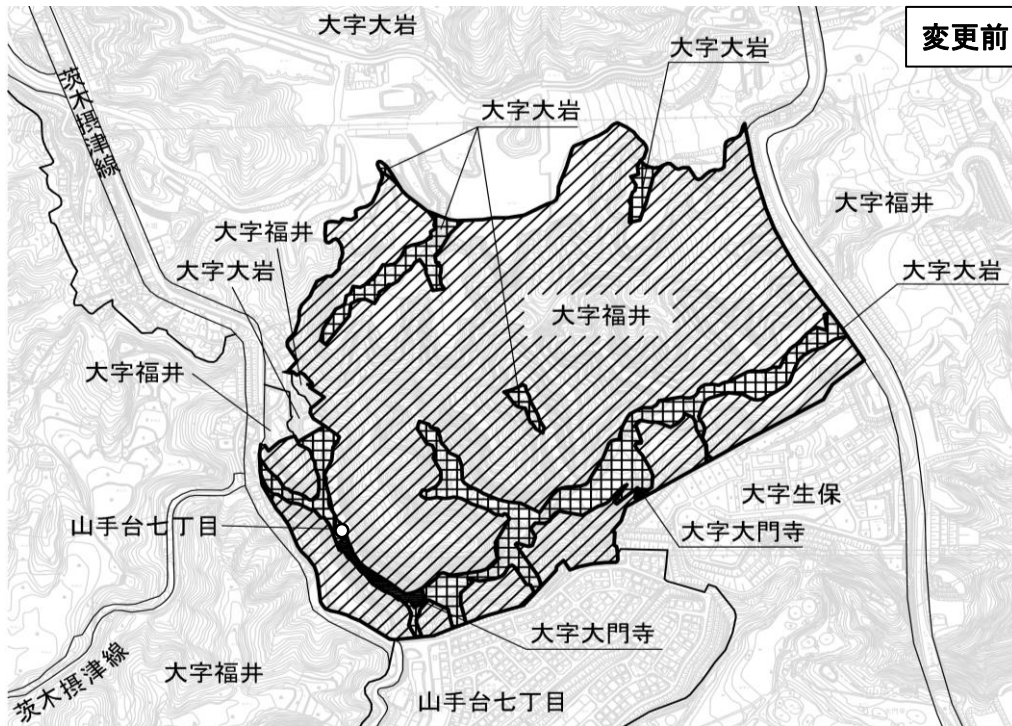 大字大岩
変更前
大字大岩
茨木摂津線
大字大岩
大字福井
大字福井
大字大岩
大字大岩
大字福井
大字福井
大字生保
山手台七丁目
大字大門寺
大字大門寺
大字福井
茨木摂津線
山手台七丁目